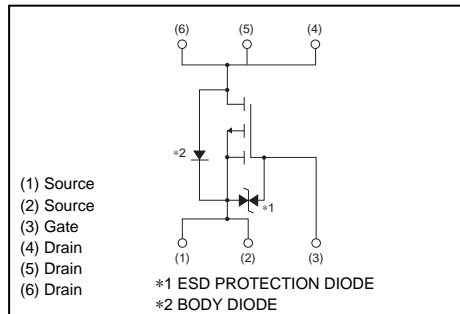 (6) (5) (4)
∗2
∗1
(1) Source
(2) Source
(3) Gate
(4) Drain
(5) Drain
(6) Drain
(1) (2) (3)
∗1 ESD PROTECTION DIODE
∗2 BODY DIODE